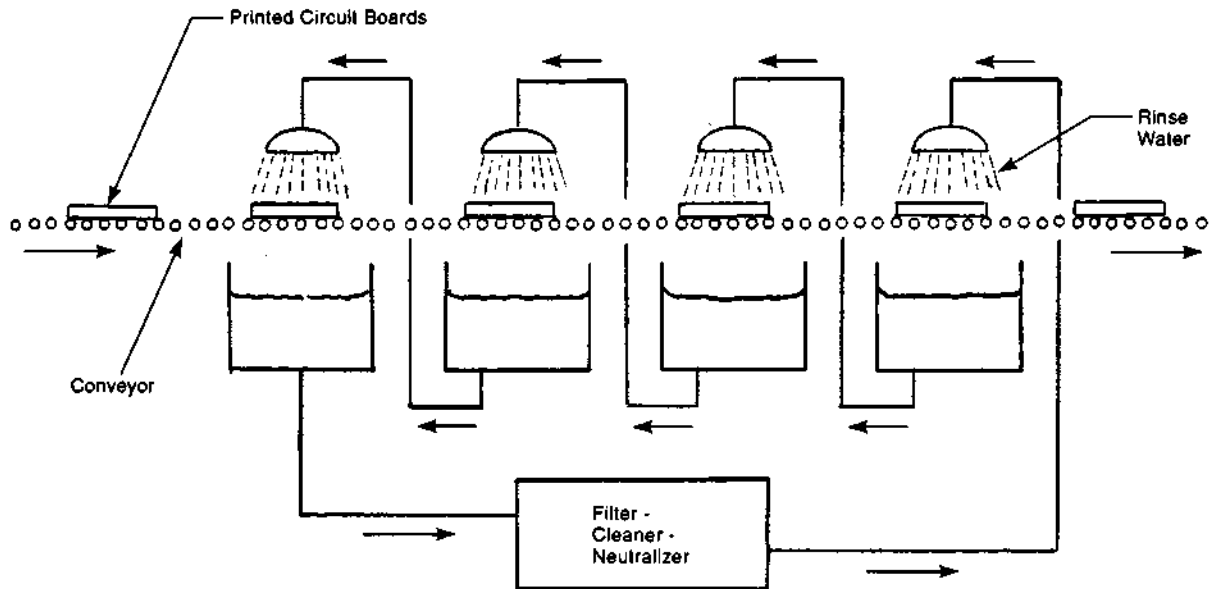 Printed Circuit Boards
Rinse
Water
Conveyor
Filter -
Cleaner -
Neutralizer